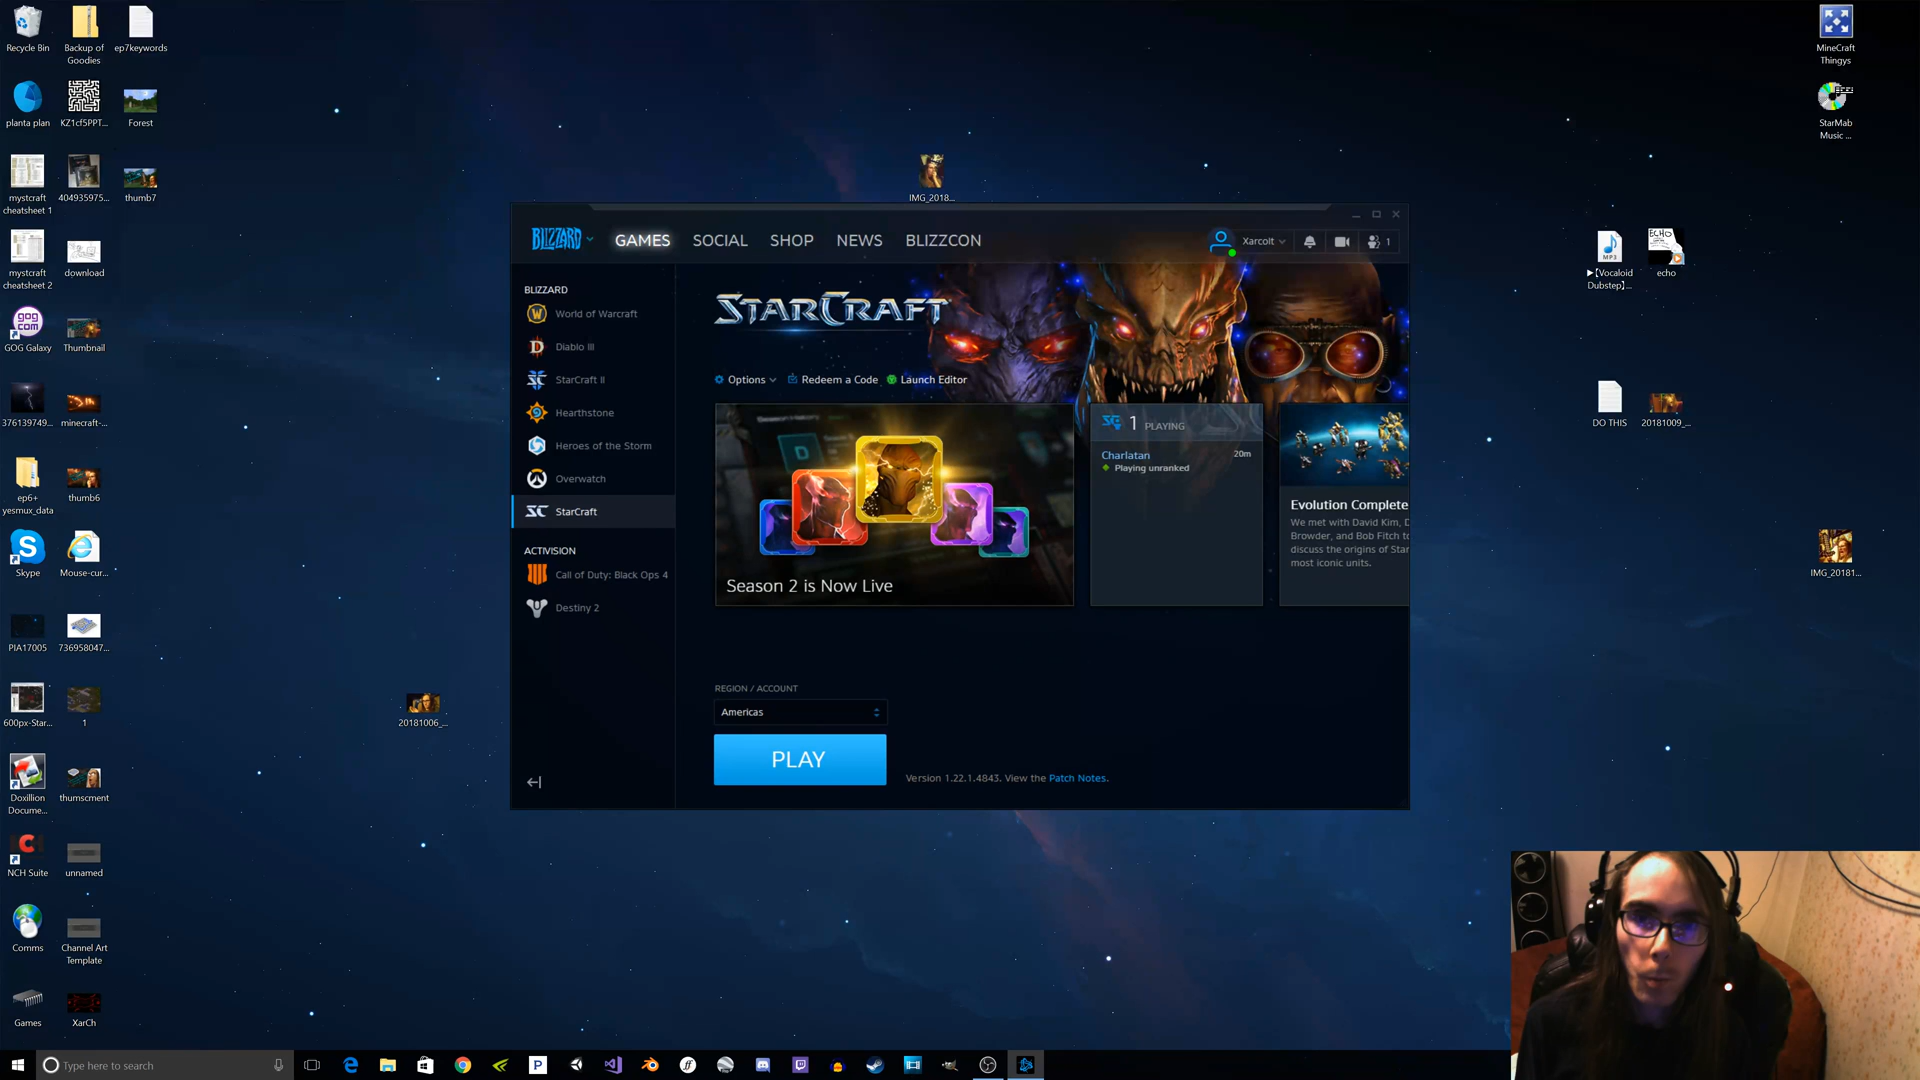 Recycle Bin
Backup of
Goodies
ep7keywords
MineCraft
Thingys
planta plan
KZ1cf5PPT...
Forest
StarMab
Music ...
mystcraft
cheatsheet 1
404935975...
thumb7
IMG_2018...
BLIZZARD
GAMES
SOCIAL
SHOP
NEWS
BLIZZCON
Xarcolt
1
mystcraft
cheatsheet 2
download
MP3
▶【Vocaloid
Dubstep】...
ECHO
echo
BLIZZARD
World of Warcraft
Diablo III
StarCraft II
Hearthstone
Heroes of the Storm
Overwatch
StarCraft
ACTIVISION
Call of Duty: Black Ops 4
Destiny 2
STARCRAFT
Options
Redeem a Code
Launch Editor
Season 2 is Now Live
1 PLAYING
Charlatan
20m
Playing unranked
Evolution Complete
We met with David Kim, D
Browder, and Bob Fitch to
discuss the origins of Star
most iconic units.
REGION / ACCOUNT
Americas
PLAY
Version 1.22.1.4843. View the Patch Notes.
gog
com
GOG Galaxy
Thumbnail
376139749...
minecraft-...
DO THIS
20181009_...
ep6+
yesmux_data
thumb6
Skype
Mouse-cur...
IMG_20181...
PIA17005
736958047...
600px-Star...
1
20181006_...
Doxillion
Docume...
thumscment
NCH Suite
unnamed
Comms
Channel Art
Template
Games
XarCh
Type here to search